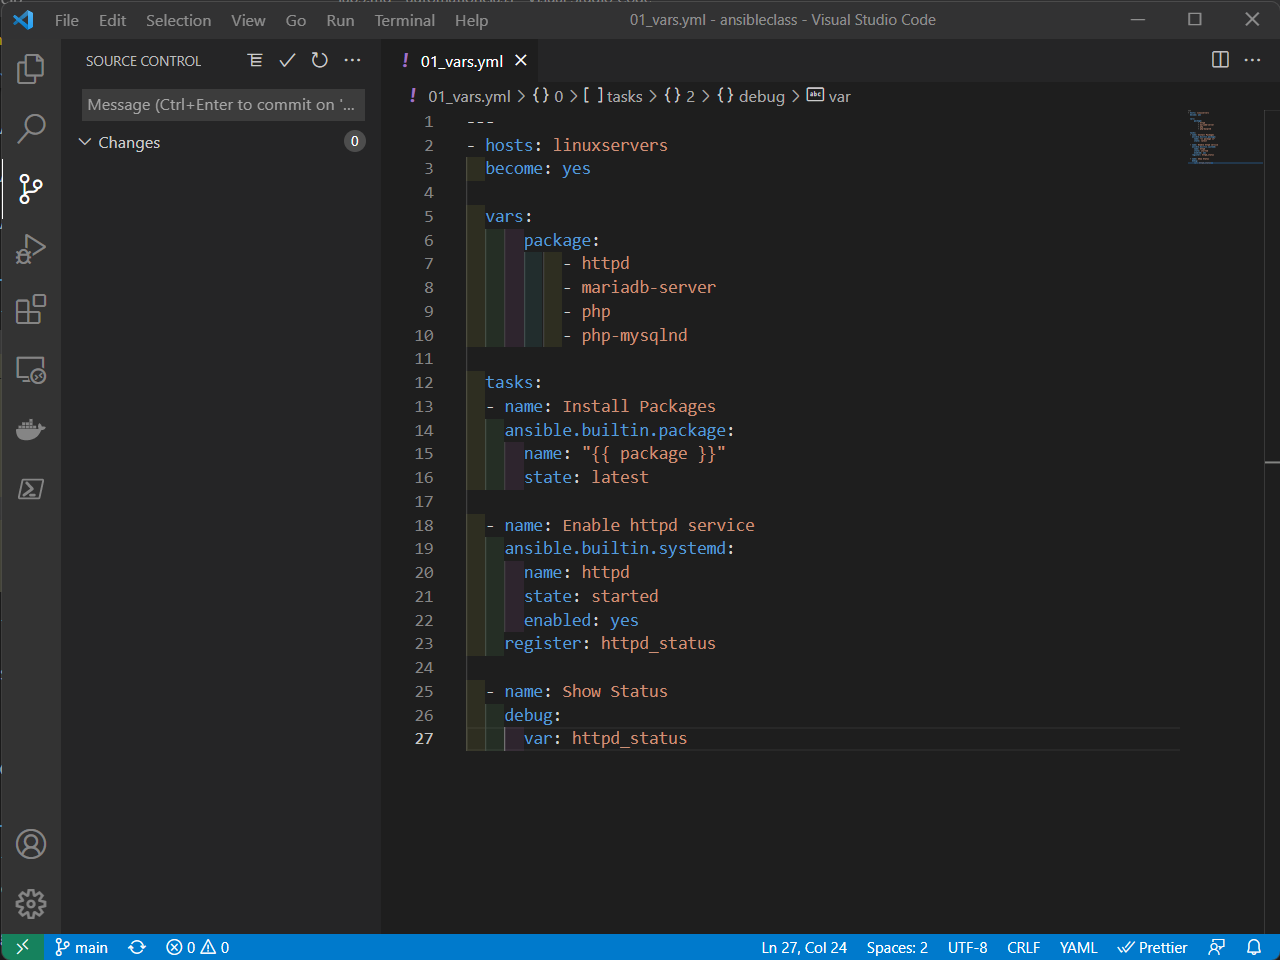 File Edit Selection View Go Run Terminal Help 01_vars.yml - ansibleclass - Visual Studio Code
SOURCE CONTROL
Message (Ctrl+Enter to commit on '...
Changes 0
! 01_vars.yml
! 01_vars.yml > {} 0 > [ ] tasks > {} 2 > {} debug > abc var
1 ---
2 - hosts: linuxservers
3 become: yes
4
5 vars:
6 package:
7 - httpd
8 - mariadb-server
9 - php
10 - php-mysqlnd
11
12 tasks:
13 - name: Install Packages
14 ansible.builtin.package:
15 name: "{{ package }}"
16 state: latest
17
18 - name: Enable httpd service
19 ansible.builtin.systemd:
20 name: httpd
21 state: started
22 enabled: yes
23 register: httpd_status
24
25 - name: Show Status
26 debug:
27 var: httpd_status
main 0 0 Ln 27, Col 24 Spaces: 2 UTF-8 CRLF YAML Prettier